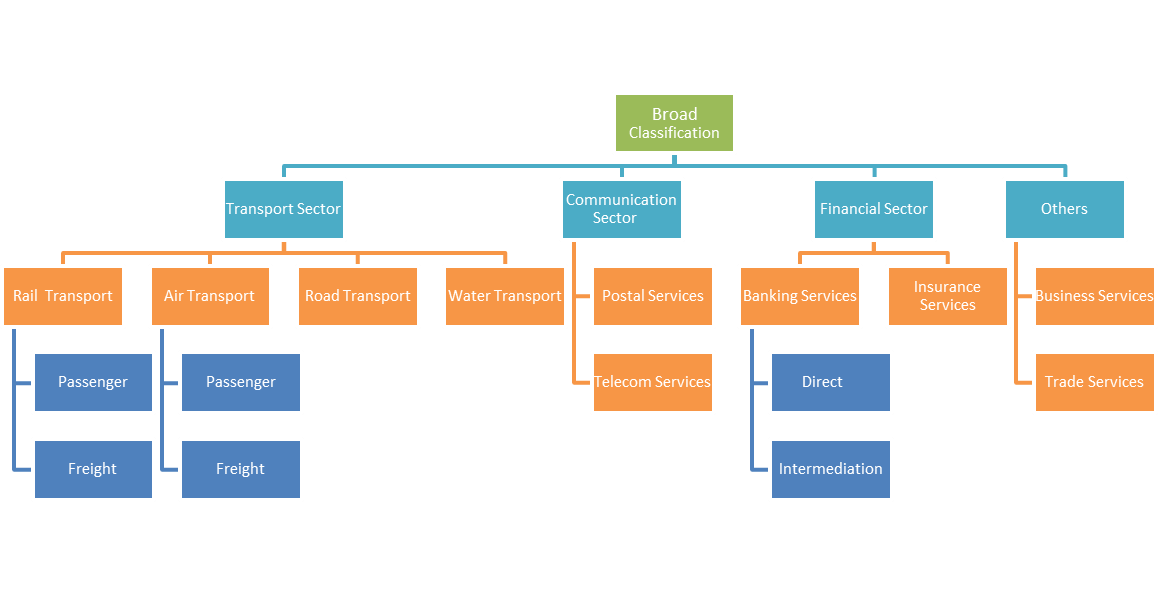 Broad
Classification
Transport Sector
Communication
Sector
Financial Sector
Others
Rail  Transport
Air Transport
Road Transport
Water Transport
Postal Services
Banking Services
Insurance
Services
Business Services
Passenger
Passenger
Telecom Services
Direct
Trade Services
Freight
Freight
Intermediation